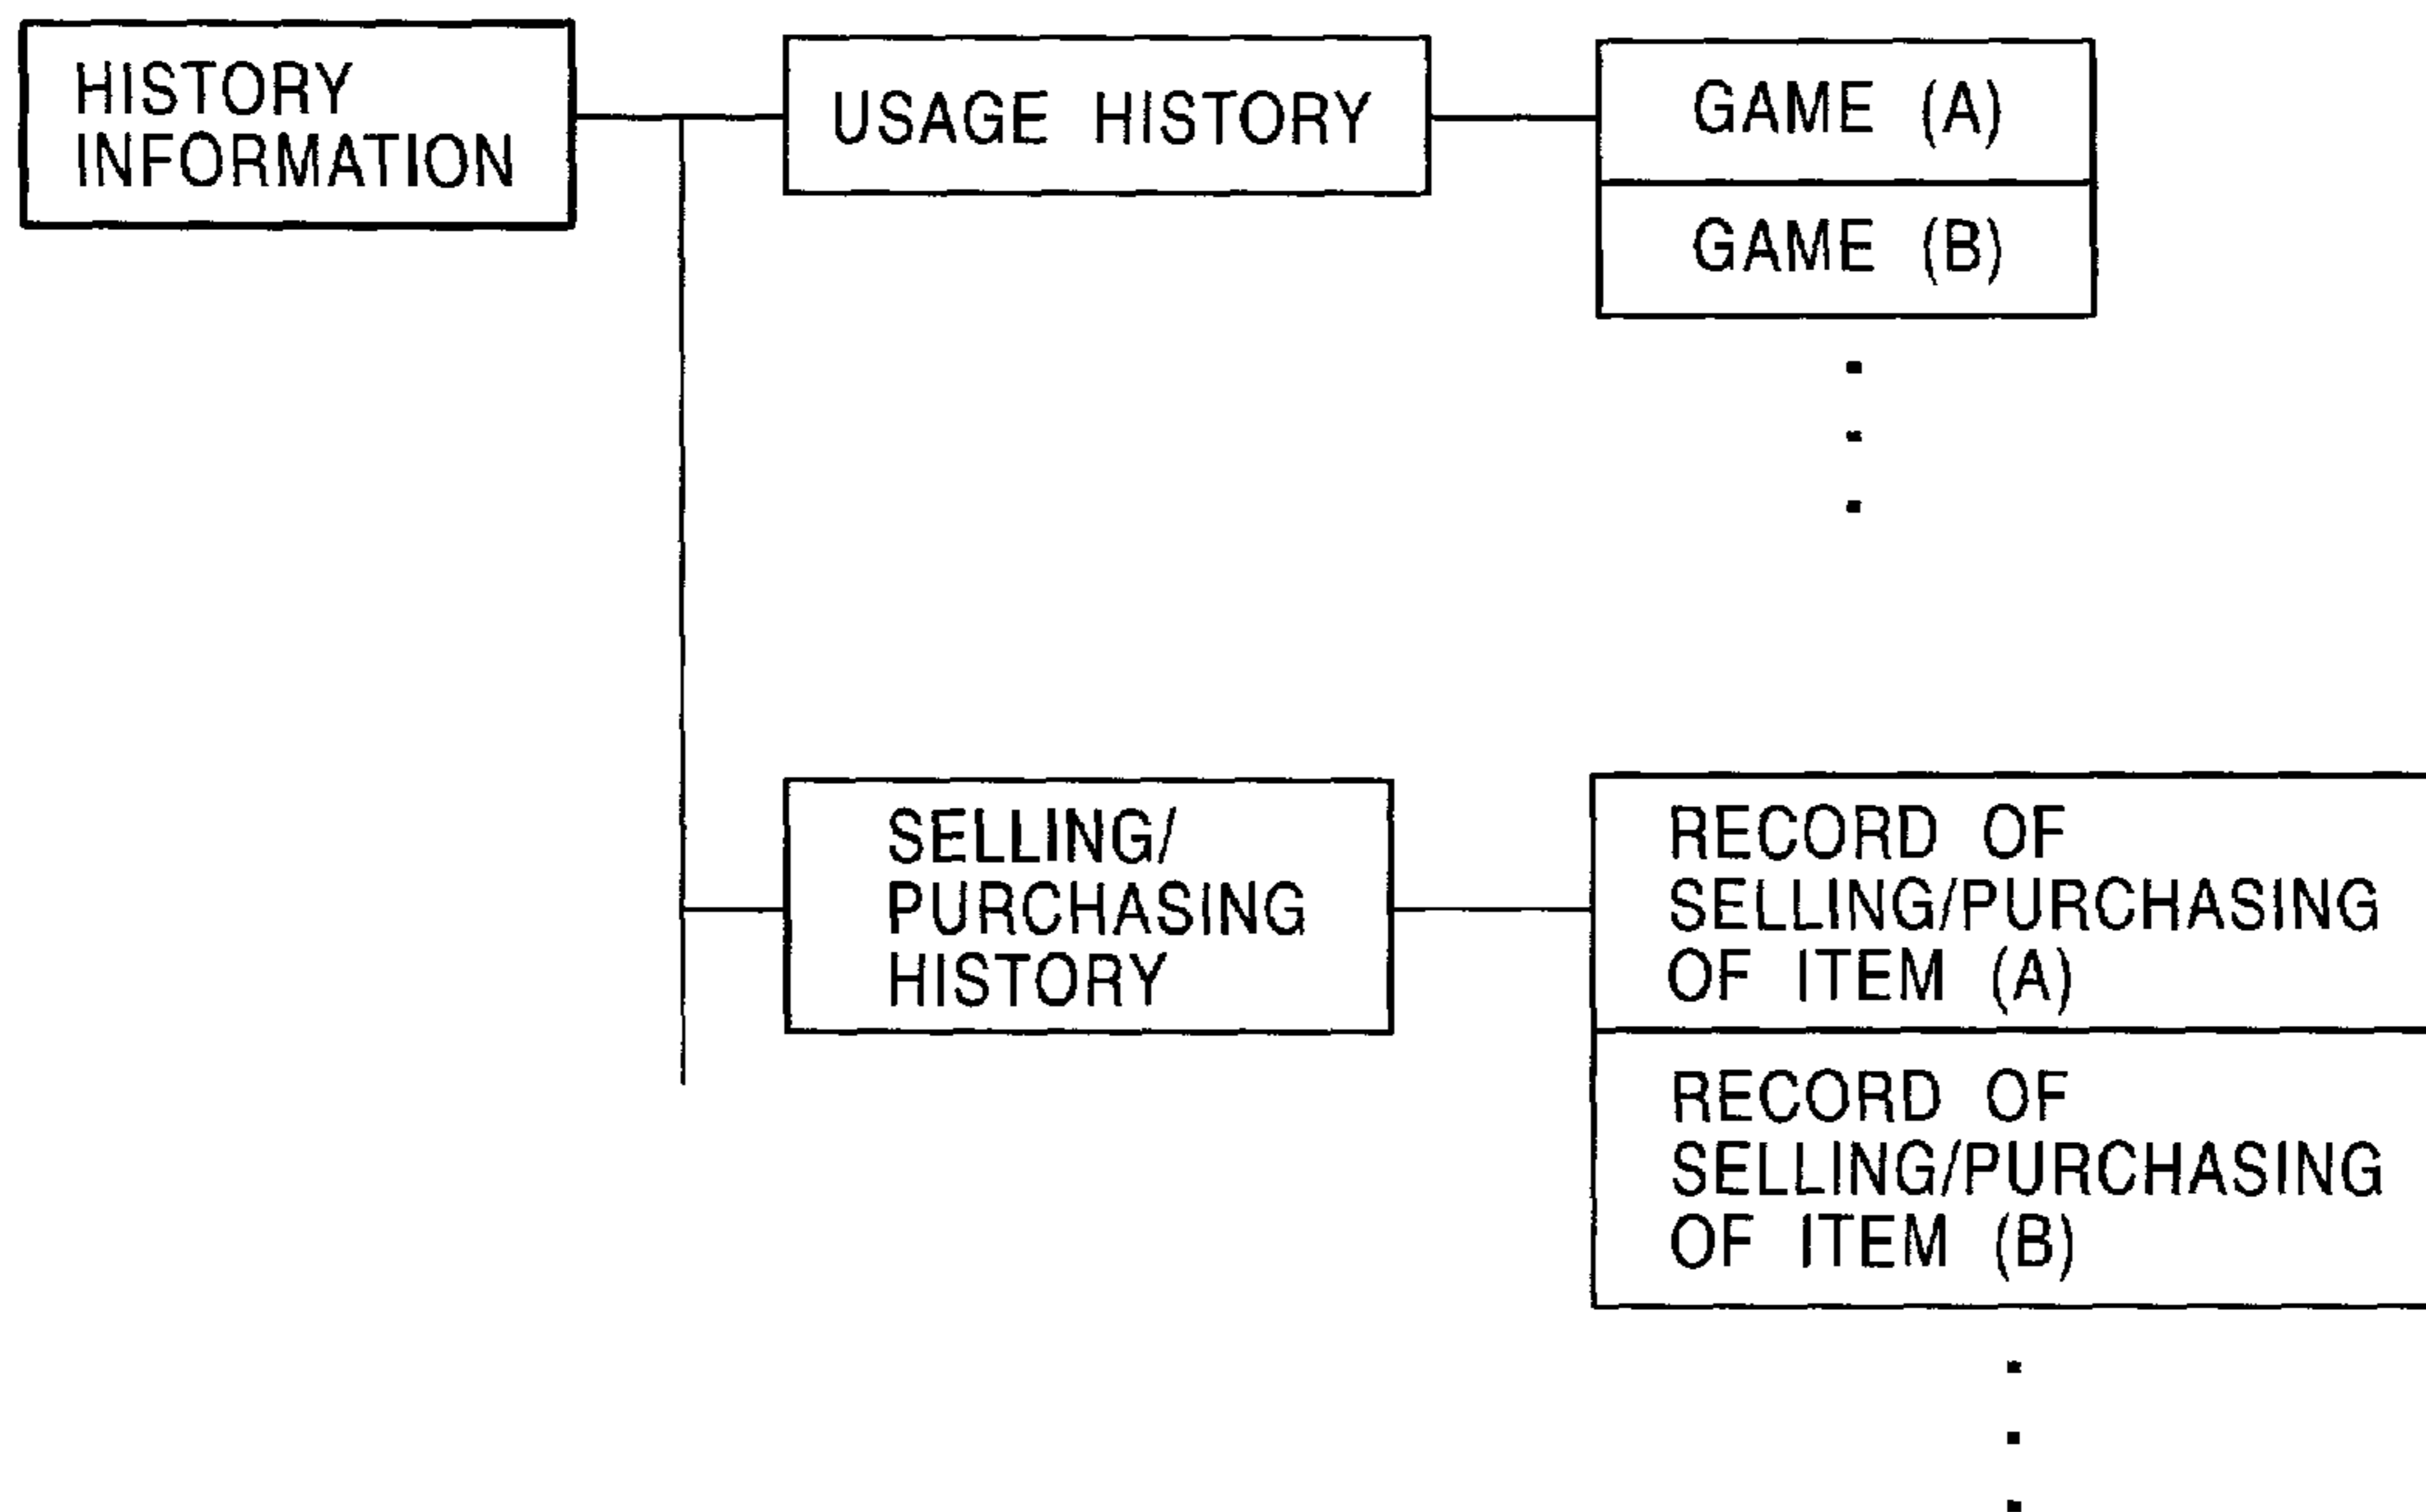 HISTORY
INFORMATION
USAGE HISTORY
GAME (A)
GAME (B)
SELLING/
PURCHASING
HISTORY
RECORD OF
SELLING/PURCHASING
OF ITEM (A)
RECORD OF
SELLING/PURCHASING
OF ITEM (B)